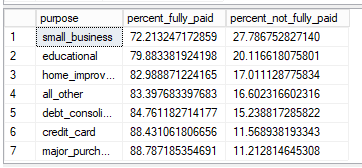 purpose percent_fully_paid percent_not_fully_paid
1 small_business 72.213247172859 27.786752827140
2 educational 79.883381924198 20.116618075801
3 home_improv... 82.988871224165 17.011128775834
4 all_other 83.397683397683 16.602316602316
5 debt_consoli... 84.761182714177 15.238817285822
6 credit_card 88.431061806656 11.568938193343
7 major_purch... 88.787185354691 11.212814645308